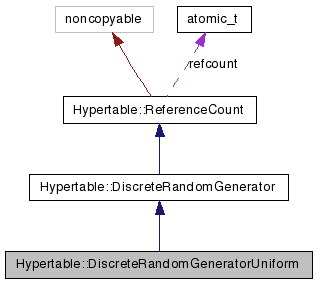 noncopyable
atomic_t
refcount
Hypertable::ReferenceCount
Hypertable::DiscreteRandomGenerator
Hypertable::DiscreteRandomGeneratorUniform